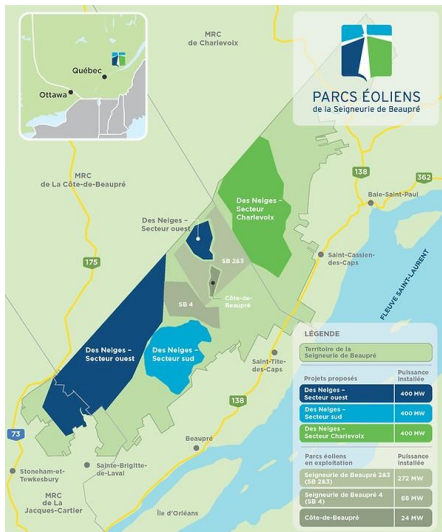 MRC
de Charlevoix
Québec
Ottawa
PARCS ÉOLIENS
de la Seigneurie de Beaupré
MRC
de La Côte-de-Beaupré
138
362
Baie-Saint-Paul
Des Neiges –
Secteur
Charlevoix
Des Neiges –
Secteur ouest
175
SB 2&3
Saint-Cassien-
des-Caps
FLEUVE SAINT-LAURENT
Côte-de-
Beaupré
SB 4
Des Neiges –
Secteur ouest
Des Neiges –
Secteur sud
Saint-Tite-
des-Caps
138
73
Beaupré
Stoneham-et-
Tewkesbury
Sainte-Brigitte-
de-Laval
MRC
de La
Jacques-Cartier
Île d'Orléans
LÉGENDE
Territoire de la
Seigneurie de Beaupré
Projets proposés
Puissance
installée
Des Neiges –
Secteur ouest
400 MW
Des Neiges –
Secteur sud
400 MW
Des Neiges –
Secteur Charlevoix
400 MW
Parcs éoliens
en exploitation
Puissance
installée
Seigneurie de Beaupré 2&3
(SB 2&3)
272 MW
Seigneurie de Beaupré 4
(SB 4)
68 MW
Côte-de-Beaupré
24 MW